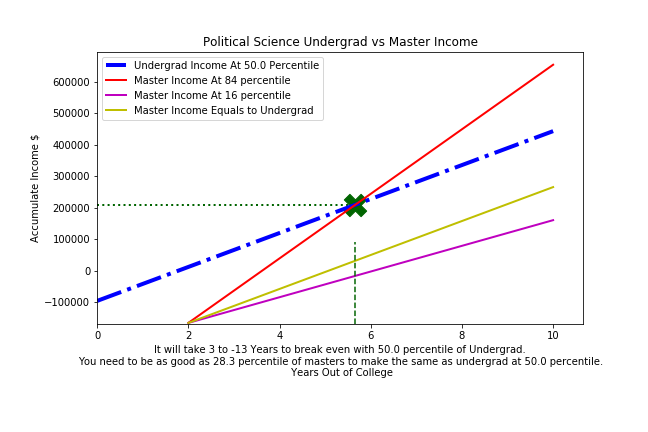 Political Science Undergrad vs Master Income
Undergrad Income At 50.0 Percentile
Master Income At 84 percentile
Master Income At 16 percentile
Master Income Equals to Undergrad
Accumulate Income $
600000
500000
400000
300000
200000
100000
0
−100000
0 2 4 6 8 10
It will take 3 to -13 Years to break even with 50.0 percentile of Undergrad.
You need to be as good as 28.3 percentile of masters to make the same as undergrad at 50.0 percentile.
Years Out of College